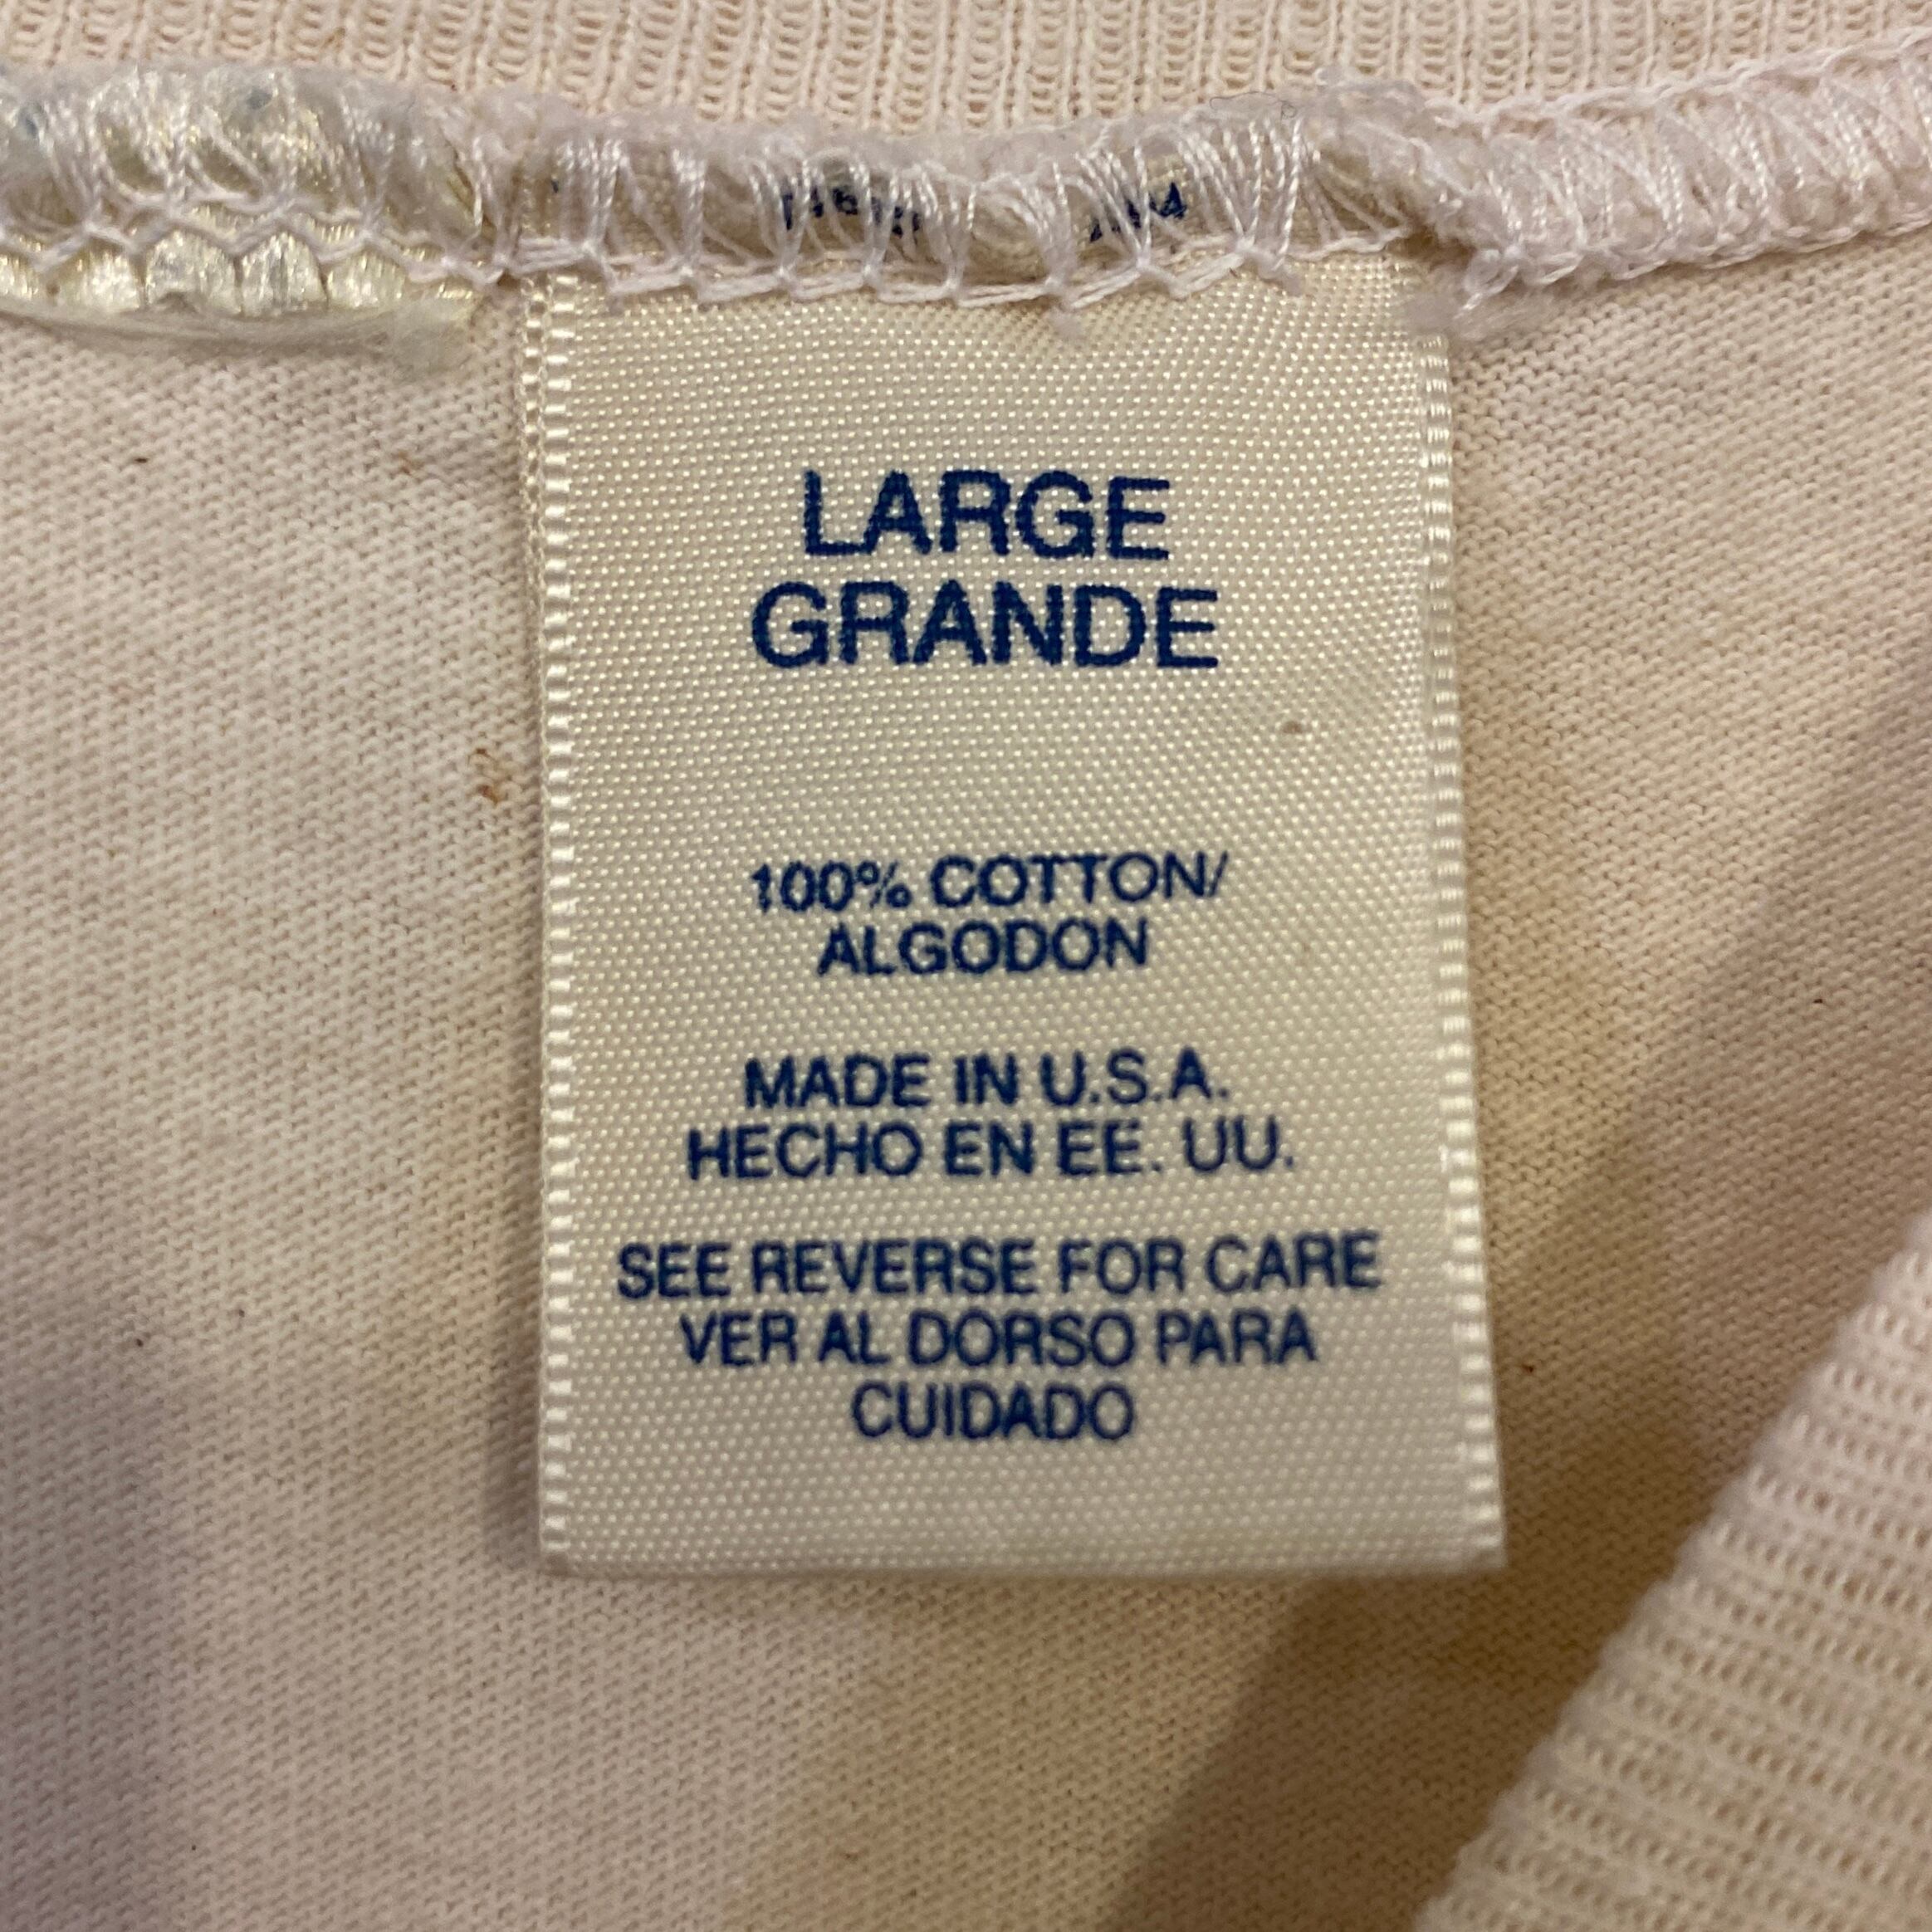 LARGE
GRANDE
100% COTTON/
ALGODON
MADE IN U.S.A.
HECHO EN EE. UU.
SEE REVERSE FOR CARE
VER AL DORSO PARA
CUIDADO